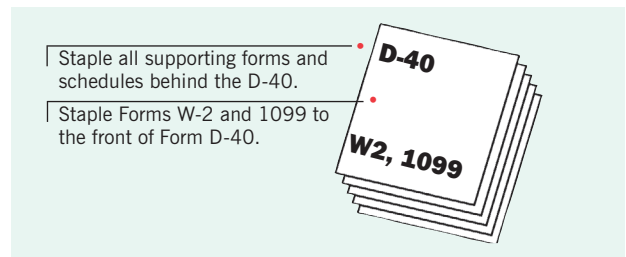 Staple all supporting forms and
schedules behind the D-40.
Staple Forms W-2 and 1099 to
the front of Form D-40.
D-40
W2, 1099